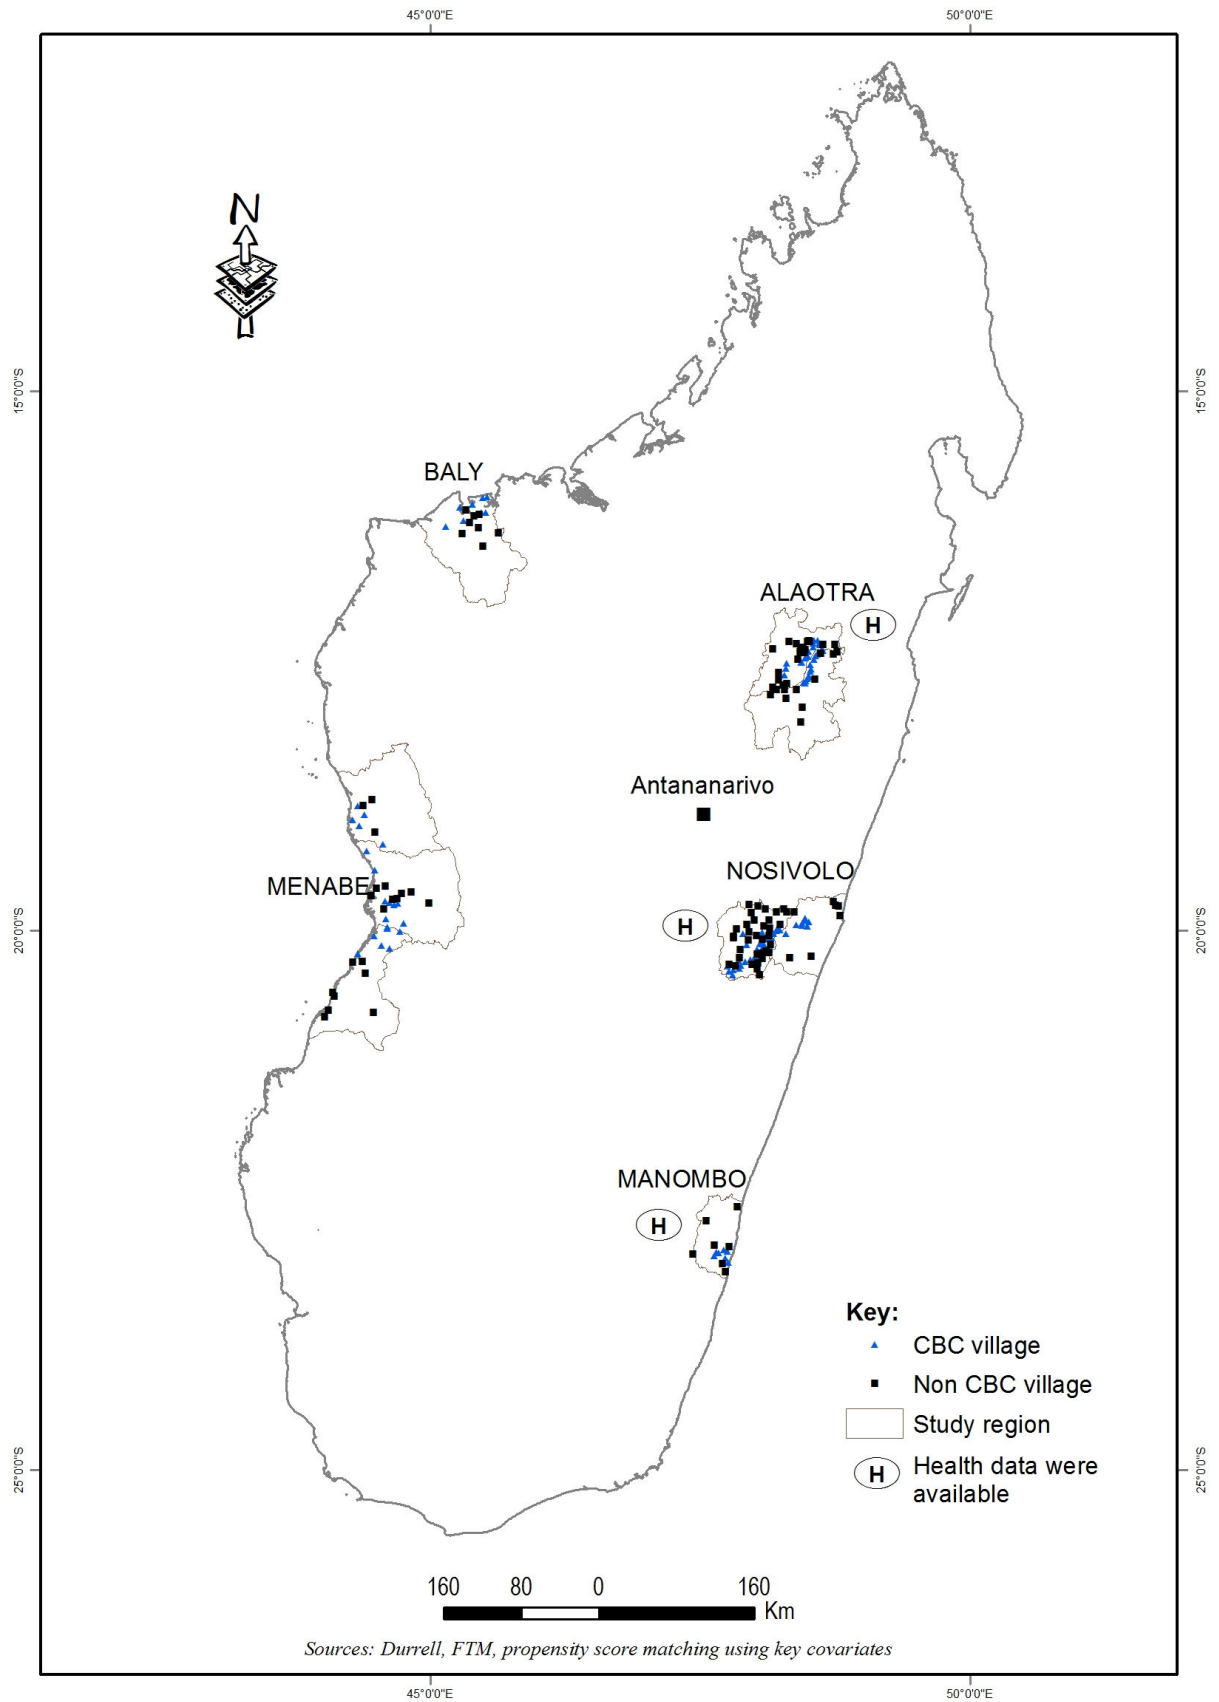 45°0'0"E 50°0'0"E
N
15°0'0"S 15°0'0"S
BALY
ALAOTRA
H
Antananarivo
NOSIVOLO
MENABE
H
20°0'0"S 20°0'0"S
MANOMBO
H
Key:
CBC village
Non CBC village
Study region
H Health data were
available
25°0'0"S 25°0'0"S
160 80 0 160
Km
Sources: Durrell, FTM, propensity score matching using key covariates
45°0'0"E 50°0'0"E